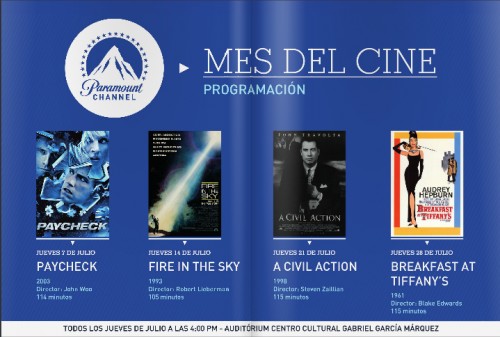 Paramount
CHANNEL
MES DEL CINE
PROGRAMACIÓN
PAYCHECK
FIRE IN THE SKY
JOHN TRAVOLTA
A CIVIL ACTION
AUDREY HEPBURN
BREAKFAST AT TIFFANY'S
JUEVES 7 DE JULIO
PAYCHECK
2003
Director: John Woo
114 minutos
JUEVES 14 DE JULIO
FIRE IN THE SKY
1993
Director: Robert Lieberman
105 minutos
JUEVES 21 DE JULIO
A CIVIL ACTION
1998
Director: Steven Zaillian
115 minutos
JUEVES 28 DE JULIO
BREAKFAST AT
TIFFANY'S
1961
Director: Blake Edwards
115 minutos
TODOS LOS JUEVES DE JULIO A LAS 4:00 PM - AUDITÓRIUM CENTRO CULTURAL GABRIEL GARCÍA MÁRQUEZ